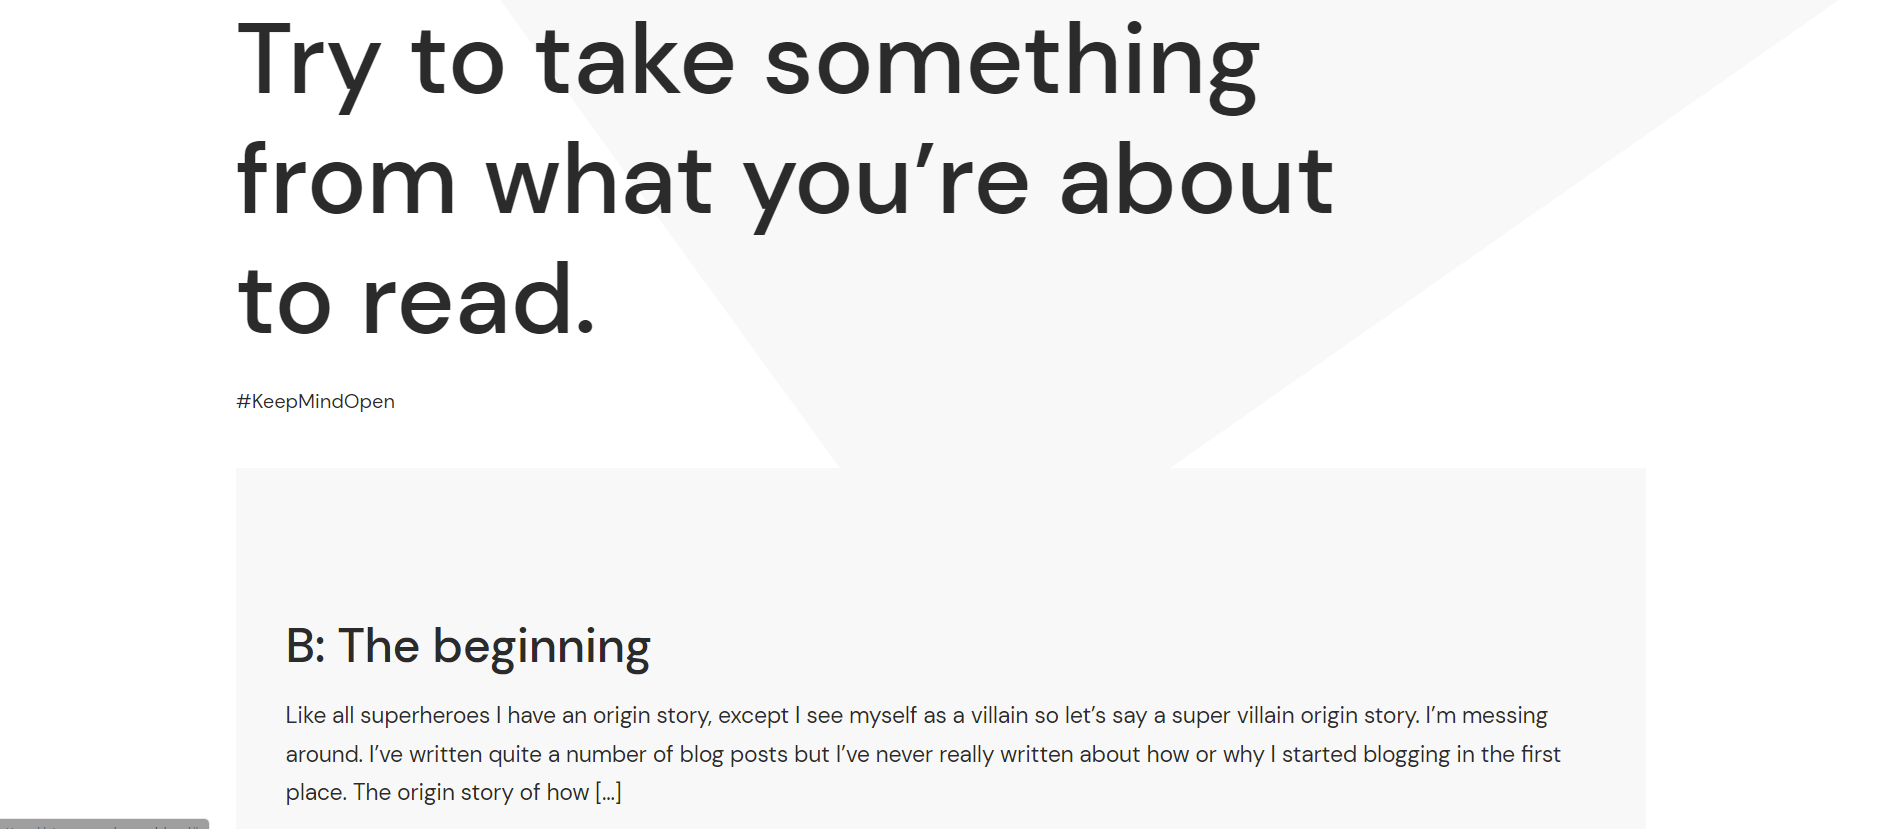 Try to take something
from what you’re about
to read.
#KeepMindOpen
B: The beginning
Like all superheroes I have an origin story, except I see myself as a villain so let’s say a super villain origin story. I’m messing
around. I’ve written quite a number of blog posts but I’ve never really written about how or why I started blogging in the first
place. The origin story of how […]